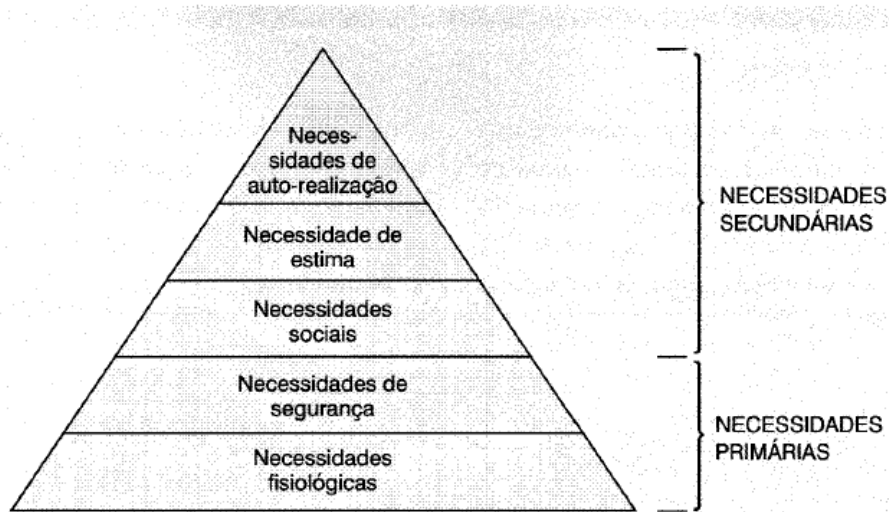 Neces-
sidades de
auto-realização
Necessidade de
estima
Necessidades
sociais
Necessidades de
segurança
Necessidades
fisiológicas
NECESSIDADES
SECUNDÁRIAS
NECESSIDADES
PRIMÁRIAS